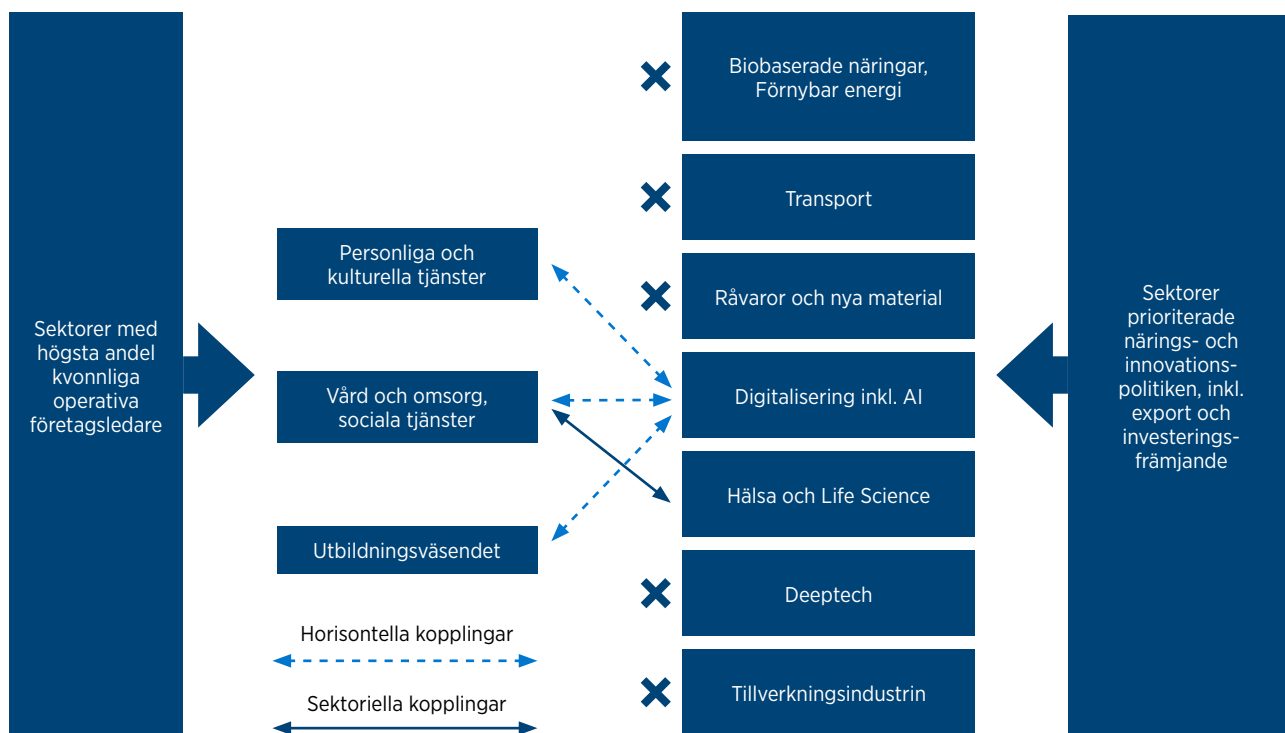 Sektorer med
högsta andel
kvonnliga
operativa
företagsledare
Personliga och
kulturella tjänster
Vård och omsorg,
sociala tjänster
Utbildningsväsendet
Horisontella kopplingar
Sektoriella kopplingar
Biobaserade näringar,
Förnybar energi
Transport
Råvaror och nya material
Digitalisering inkl. AI
Hälsa och Life Science
Deeptech
Tillverkningsindustrin
Sektorer
prioriterade
närings- och
innovations-
politiken, inkl.
export och
investerings-
främjande